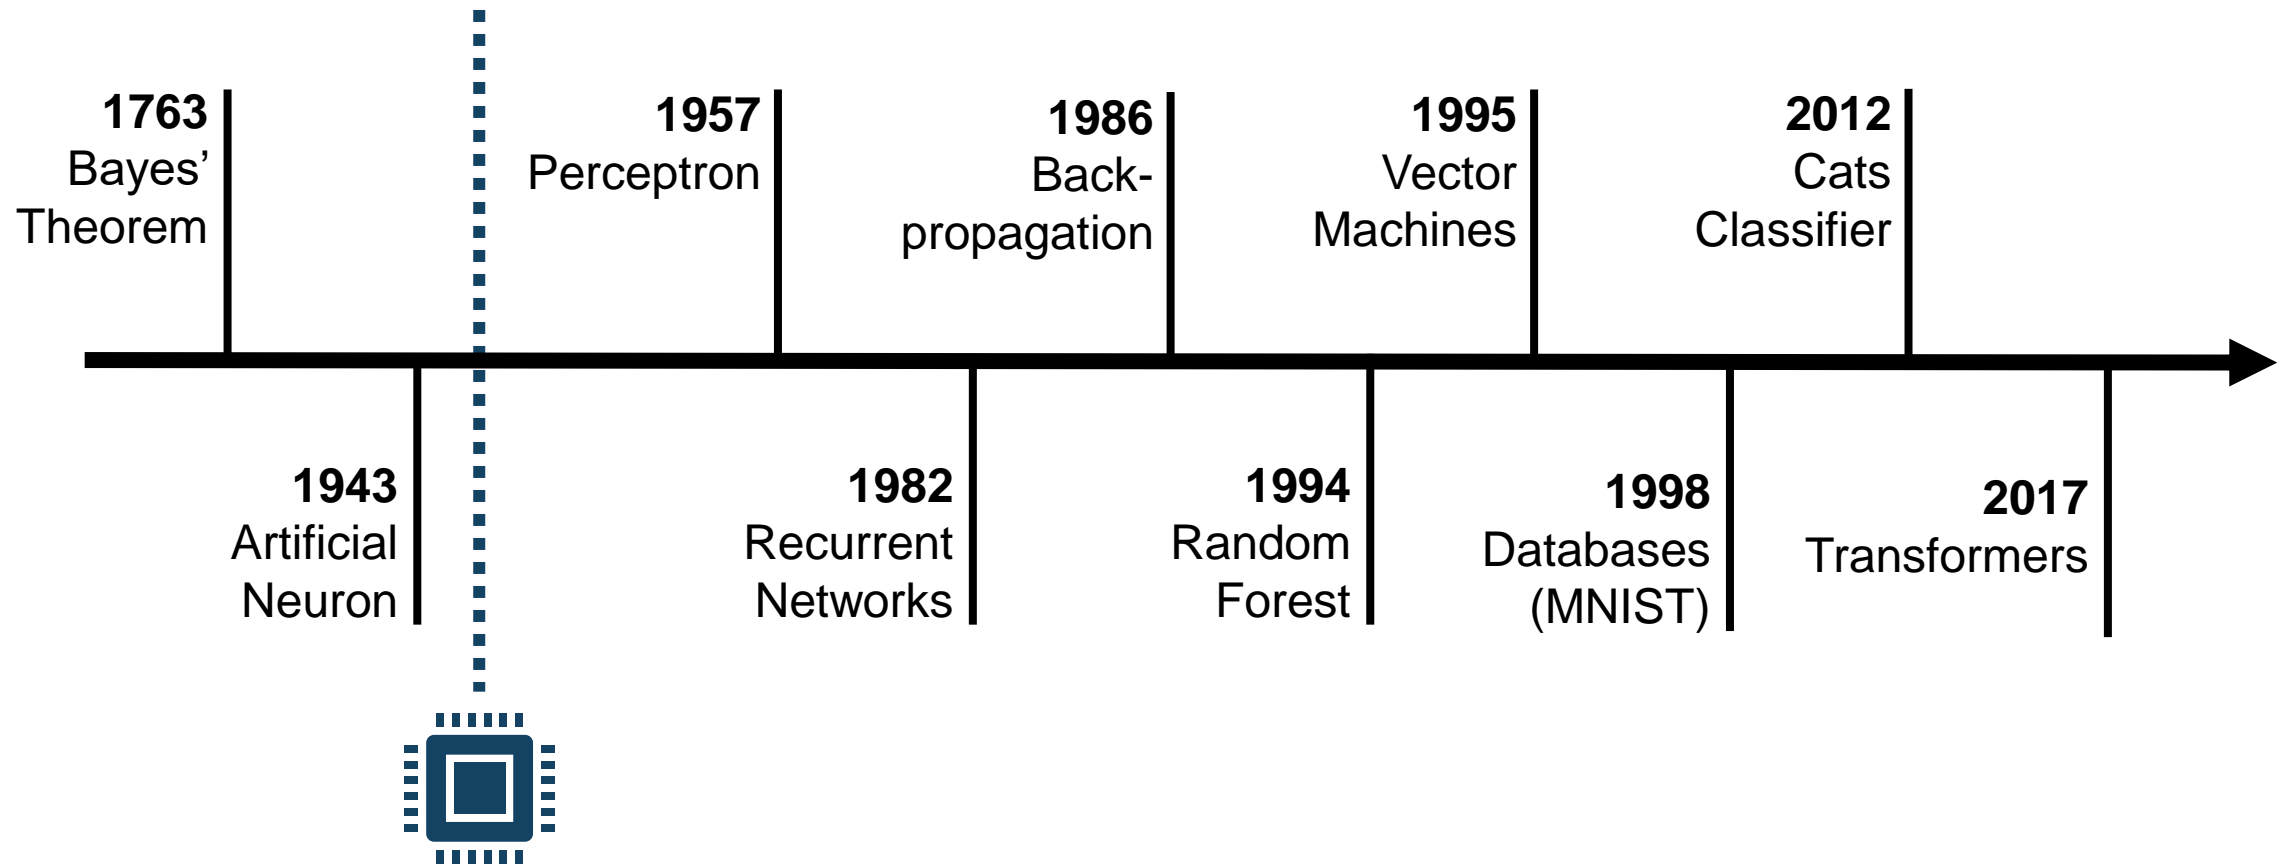 1763
Bayes’
Theorem
1957
Perceptron
1986
Back-
propagation
1995
Vector
Machines
2012
Cats
Classifier
1943
Artificial
Neuron
1982
Recurrent
Networks
1994
Random
Forest
1998
Databases
(MNIST)
2017
Transformers